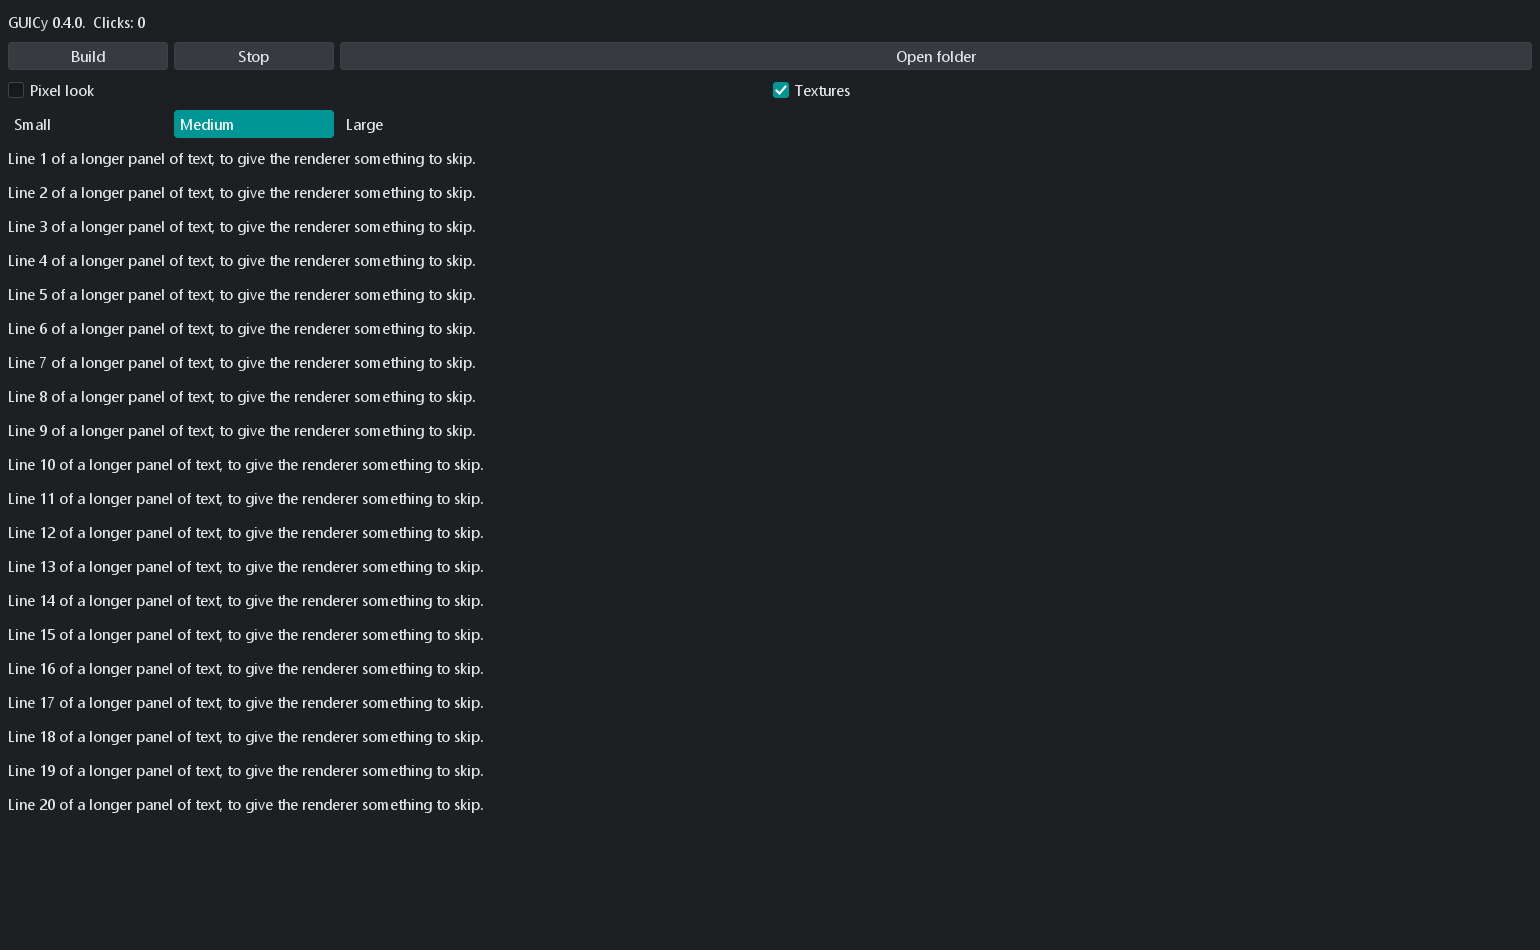 GUICy 0.4.0.  Clicks: 0
Build Stop Open folder
Pixel look Textures
Small Medium Large
Line 1 of a longer panel of text, to give the renderer something to skip.
Line 2 of a longer panel of text, to give the renderer something to skip.
Line 3 of a longer panel of text, to give the renderer something to skip.
Line 4 of a longer panel of text, to give the renderer something to skip.
Line 5 of a longer panel of text, to give the renderer something to skip.
Line 6 of a longer panel of text, to give the renderer something to skip.
Line 7 of a longer panel of text, to give the renderer something to skip.
Line 8 of a longer panel of text, to give the renderer something to skip.
Line 9 of a longer panel of text, to give the renderer something to skip.
Line 10 of a longer panel of text, to give the renderer something to skip.
Line 11 of a longer panel of text, to give the renderer something to skip.
Line 12 of a longer panel of text, to give the renderer something to skip.
Line 13 of a longer panel of text, to give the renderer something to skip.
Line 14 of a longer panel of text, to give the renderer something to skip.
Line 15 of a longer panel of text, to give the renderer something to skip.
Line 16 of a longer panel of text, to give the renderer something to skip.
Line 17 of a longer panel of text, to give the renderer something to skip.
Line 18 of a longer panel of text, to give the renderer something to skip.
Line 19 of a longer panel of text, to give the renderer something to skip.
Line 20 of a longer panel of text, to give the renderer something to skip.